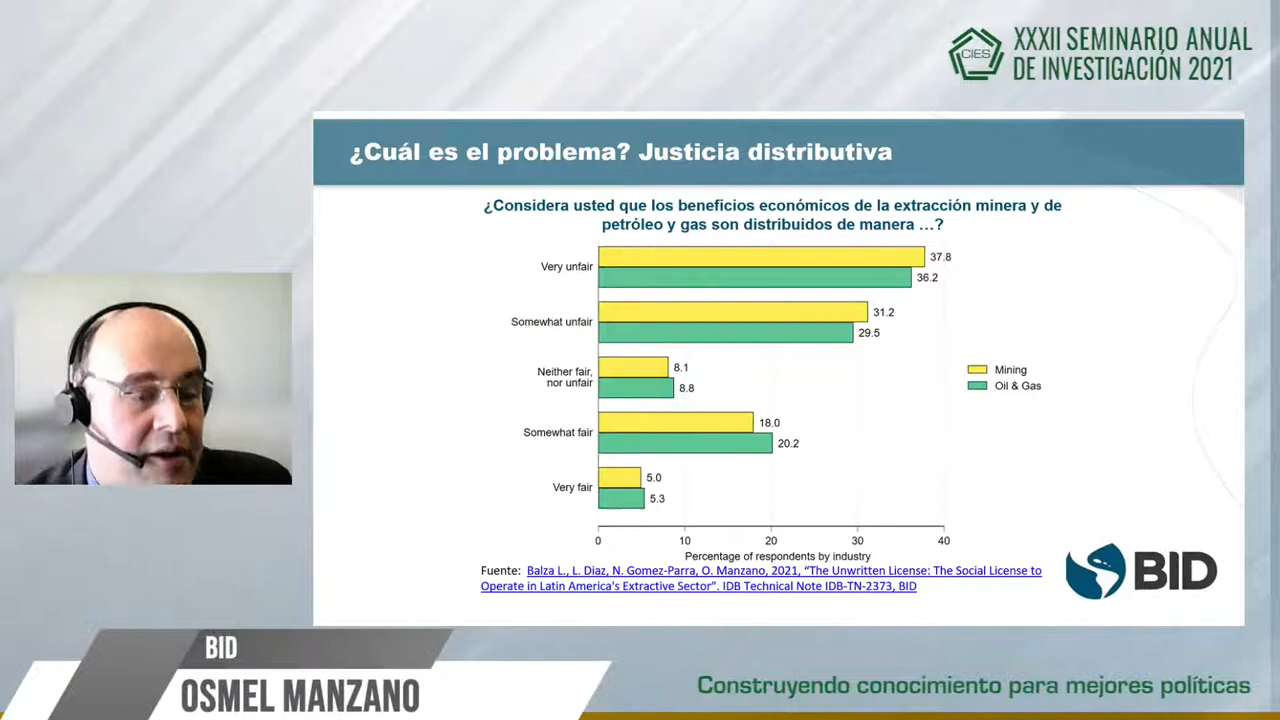 CIES
XXXII SEMINARIO ANUAL
DE INVESTIGACIÓN 2021
¿Cuál es el problema? Justicia distributiva
¿Considera usted que los beneficios económicos de la extracción minera y de
petróleo y gas son distribuidos de manera ...?
Very unfair
37.8
36.2
Somewhat unfair
31.2
29.5
Neither fair,
nor unfair
8.1
8.8
Somewhat fair
18.0
20.2
Very fair
5.0
5.3
Mining
Oil & Gas
0 10 20 30 40
Percentage of respondents by industry
Fuente: Balza L., L. Diaz, N. Gomez-Parra, O. Manzano, 2021, “The Unwritten License: The Social License to
Operate in Latin America's Extractive Sector”. IDB Technical Note IDB-TN-2373, BID
BID
BID
OSMEL MANZANO
Construyendo conocimiento para mejores políticas